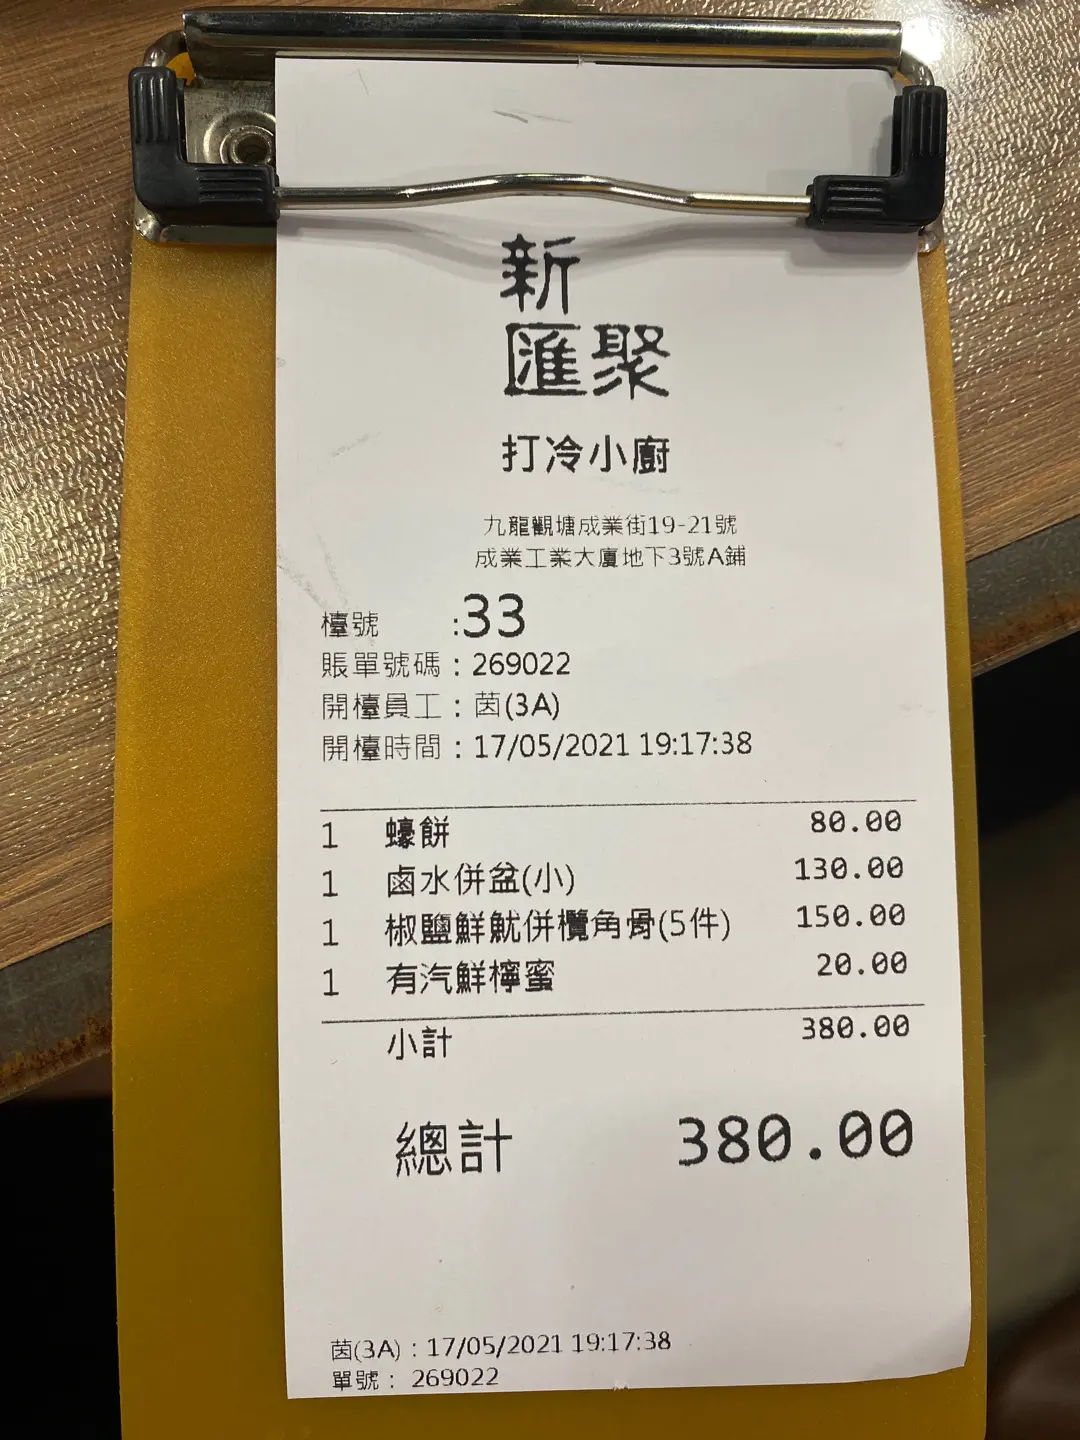 新
匯聚
打冷小廚
九龍觀塘成業街19-21號
成業工業大廈地下3號A鋪
檯號 :33
賬單號碼 : 269022
開檯員工 : 茵(3A)
開檯時間 : 17/05/2021 19:17:38
1 蠔餅 80.00
1 鹵水併盆(小) 130.00
1 椒鹽鮮魷併欖角骨(5件) 150.00
1 有汽鮮檸蜜 20.00
小計 380.00
總計 380.00
茵(3A) : 17/05/2021 19:17:38
單號 : 269022